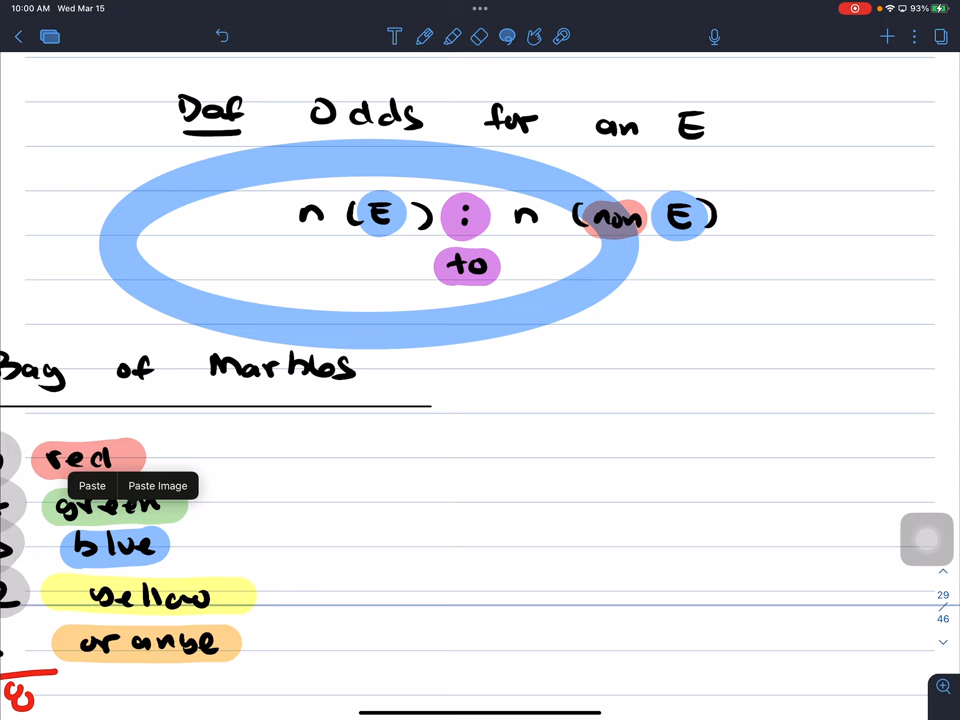 10:00 AM Wed Mar 15
93%
Def Odds for an E
n (E) : n (non E)
to
Bag of Marbles
red
Paste Paste Image
green
blue
yellow
orange
8
29
46